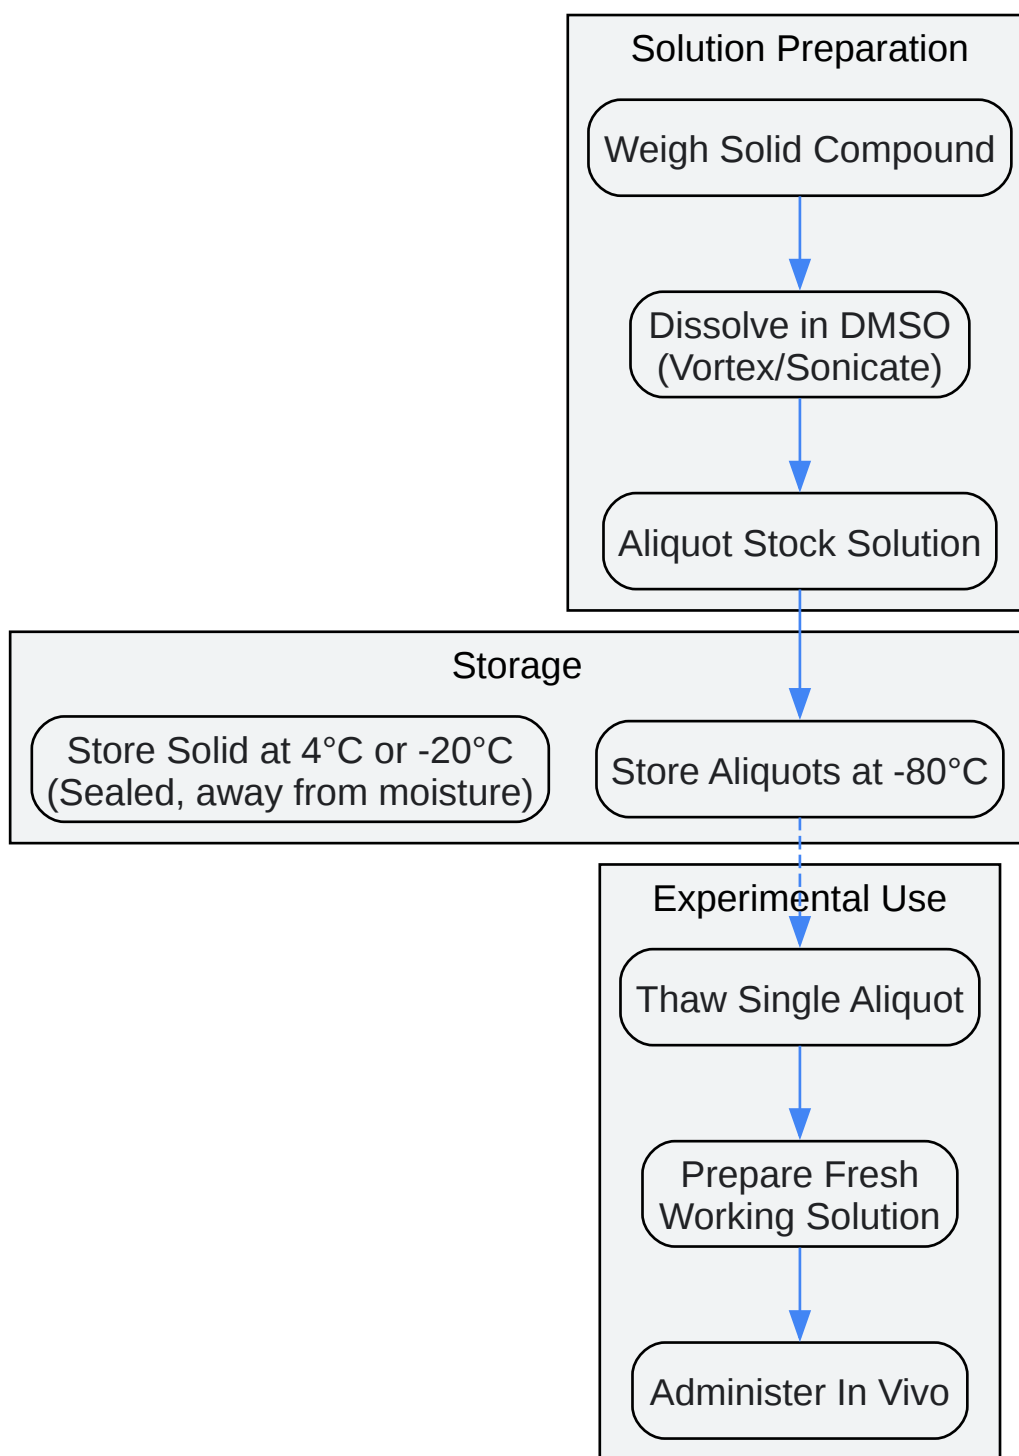 Solution Preparation
Weigh Solid Compound
Dissolve in DMSO
(Vortex/Sonicate)
Aliquot Stock Solution
Storage
Store Solid at 4°C or -20°C
(Sealed, away from moisture)
Store Aliquots at -80°C
Experimental Use
Thaw Single Aliquot
Prepare Fresh
Working Solution
Administer In Vivo